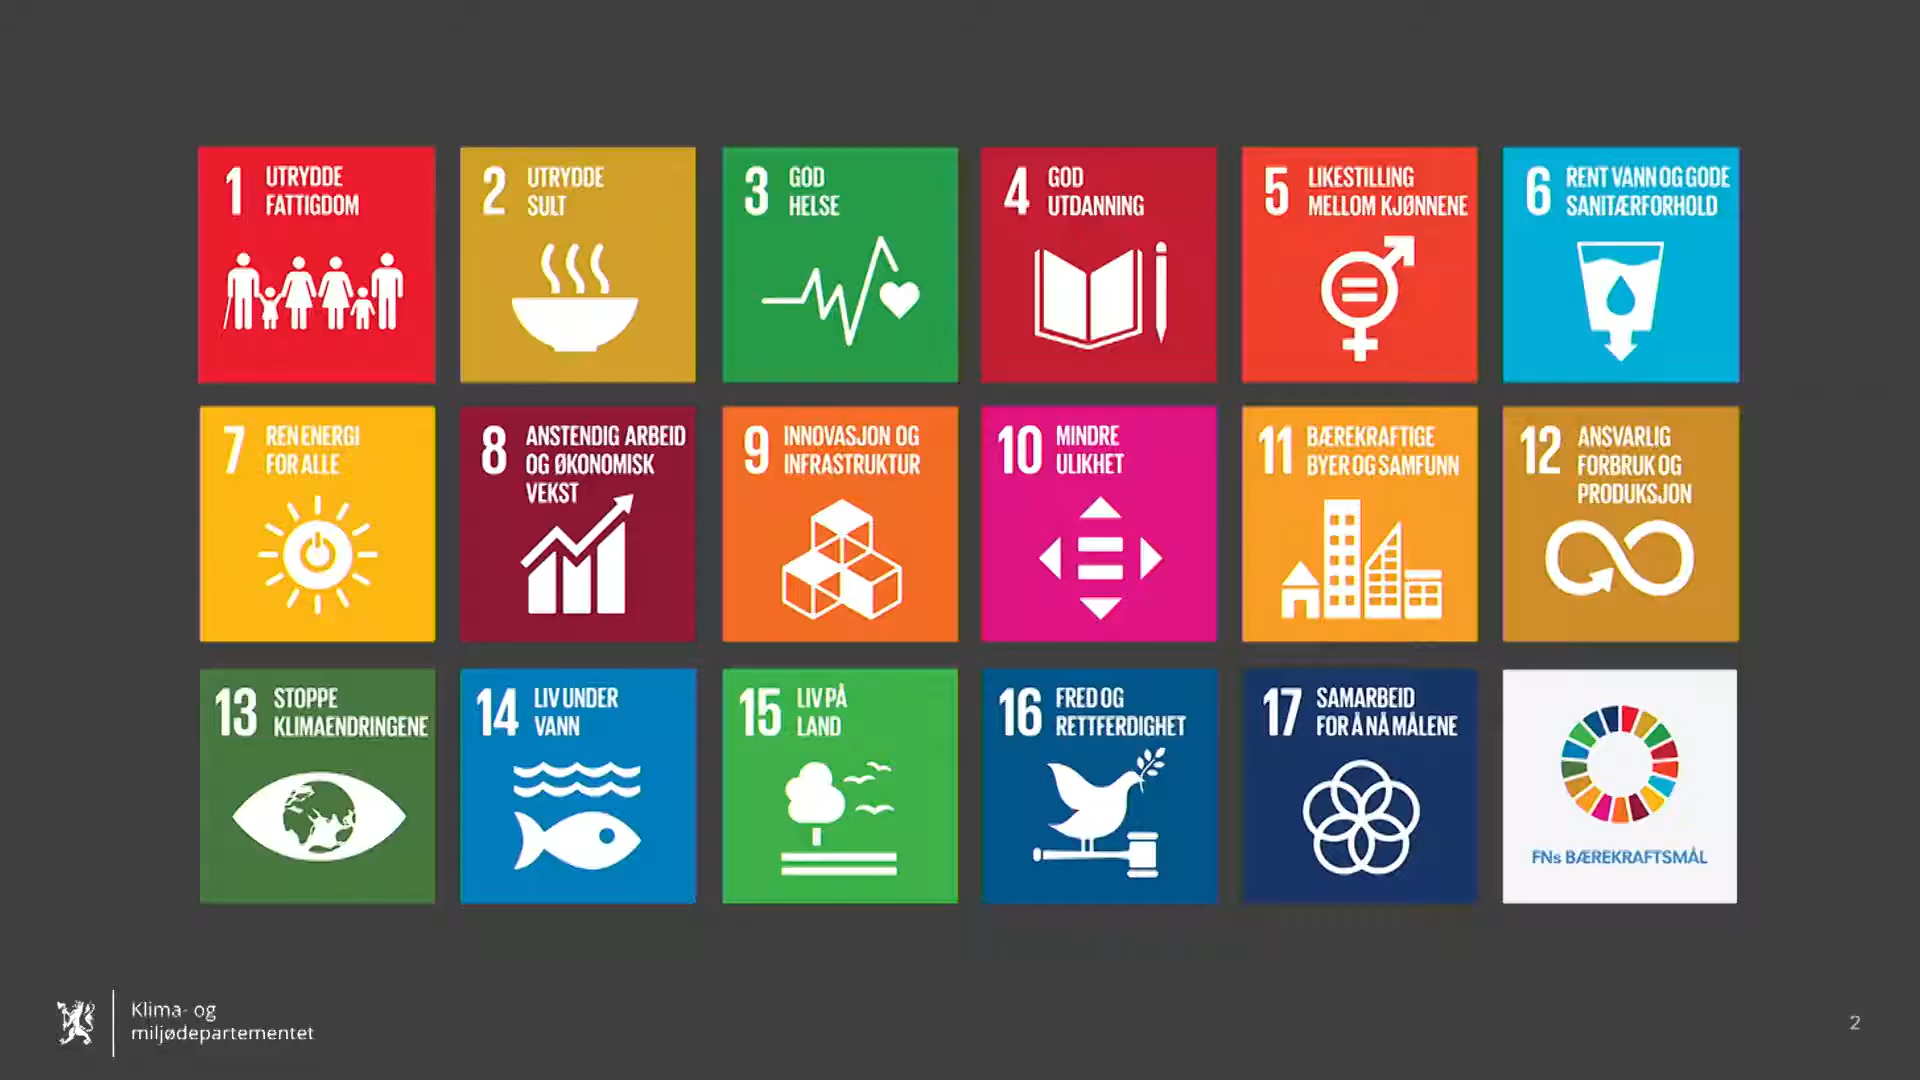 1 UTRYDDE
FATTIGDOM
2 UTRYDDE
SULT
3 GOD
HELSE
4 GOD
UTDANNING
5 LIKESTILLING
MELLOM KJØNNENE
6 RENT VANN OG GODE
SANITÆRFORHOLD
7 REN ENERGI
FOR ALLE
8 ANSTENDIG ARBEID
OG ØKONOMISK
VEKST
9 INNOVASJON OG
INFRASTRUKTUR
10 MINDRE
ULIKHET
11 BÆREKRAFTIGE
BYER OG SAMFUNN
12 ANSVARLIG
FORBRUK OG
PRODUKSJON
13 STOPPE
KLIMAENDRINGENE
14 LIV UNDER
VANN
15 LIV PÅ
LAND
16 FRED OG
RETTFERDIGHET
17 SAMARBEID
FOR Å NÅ MÅLENE
FNs BÆREKRAFTSMÅL
Klima- og
miljødepartementet
2